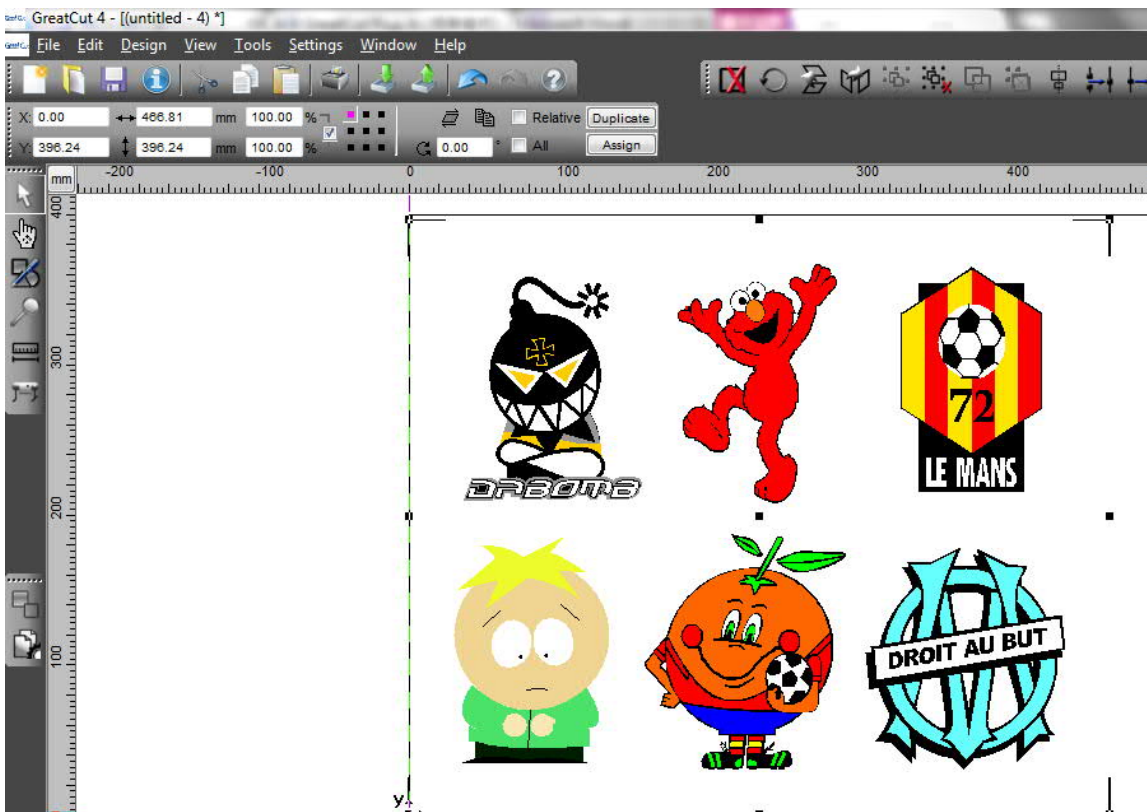 GreatCut 4 - [(untitled - 4) *]
File Edit Design View Tools Settings Window Help
X: 0.00 466.81 mm 100.00 % Relative Duplicate
Y: 396.24 396.24 mm 100.00 % 0.00 ° All Assign
mm -200 -100 0 100 200 300 400
400
300
200
100
72
LE MANS
DABOMB
DROIT AU BUT
y